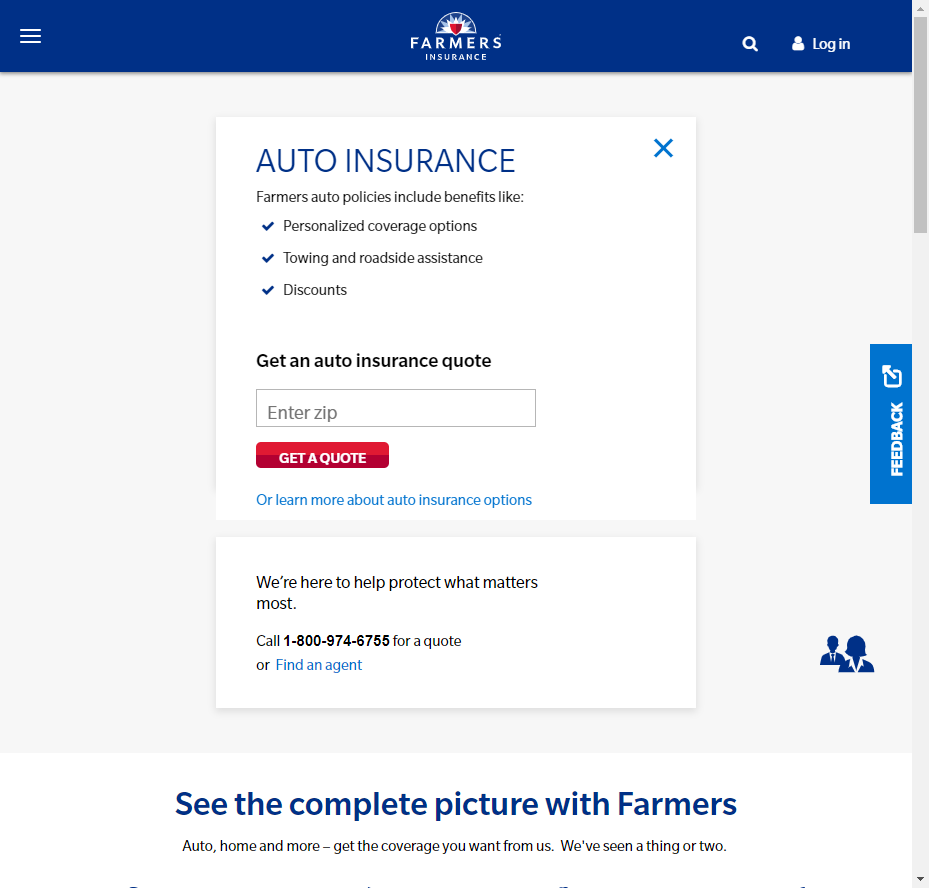 FARMERS
INSURANCE
Log in
AUTO INSURANCE
Farmers auto policies include benefits like:
Personalized coverage options
Towing and roadside assistance
Discounts
Get an auto insurance quote
Enter zip
GET A QUOTE
Or learn more about auto insurance options
FEEDBACK
We’re here to help protect what matters
most.
Call 1-800-974-6755 for a quote
or Find an agent
See the complete picture with Farmers
Auto, home and more – get the coverage you want from us. We've seen a thing or two.